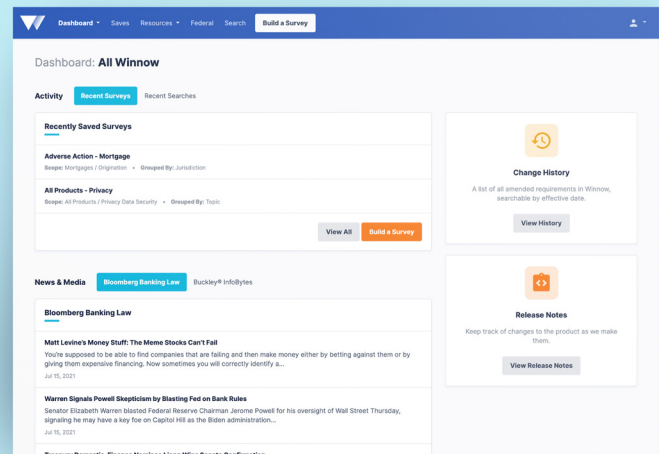 Dashboard Saves Resources Federal Search Build a Survey
Dashboard: All Winnow
Activity Recent Surveys Recent Searches
Recently Saved Surveys
Adverse Action - Mortgage
Scope: Mortgages / Origination • Grouped By: Jurisdiction
All Products - Privacy
Scope: All Products / Privacy Data Security • Grouped By: Topic
View All Build a Survey
Change History
A list of all amended requirements in Winnow,
searchable by effective date.
View History
News & Media Bloomberg Banking Law Buckley® InfoBytes
Bloomberg Banking Law
Matt Levine's Money Stuff: The Meme Stocks Can't Fail
You're supposed to be able to find companies that are failing and then make money either by betting against them or by
giving them expensive financing. Now sometimes you will correctly identify a...
Jul 15, 2021
Warren Signals Powell Skepticism by Blasting Fed on Bank Rules
Senator Elizabeth Warren blasted Federal Reserve Chairman Jerome Powell for his oversight of Wall Street Thursday,
signaling he may have a key foe on Capitol Hill as the Biden administration...
Jul 15, 2021
Release Notes
Keep track of changes to the product as we make
them.
View Release Notes